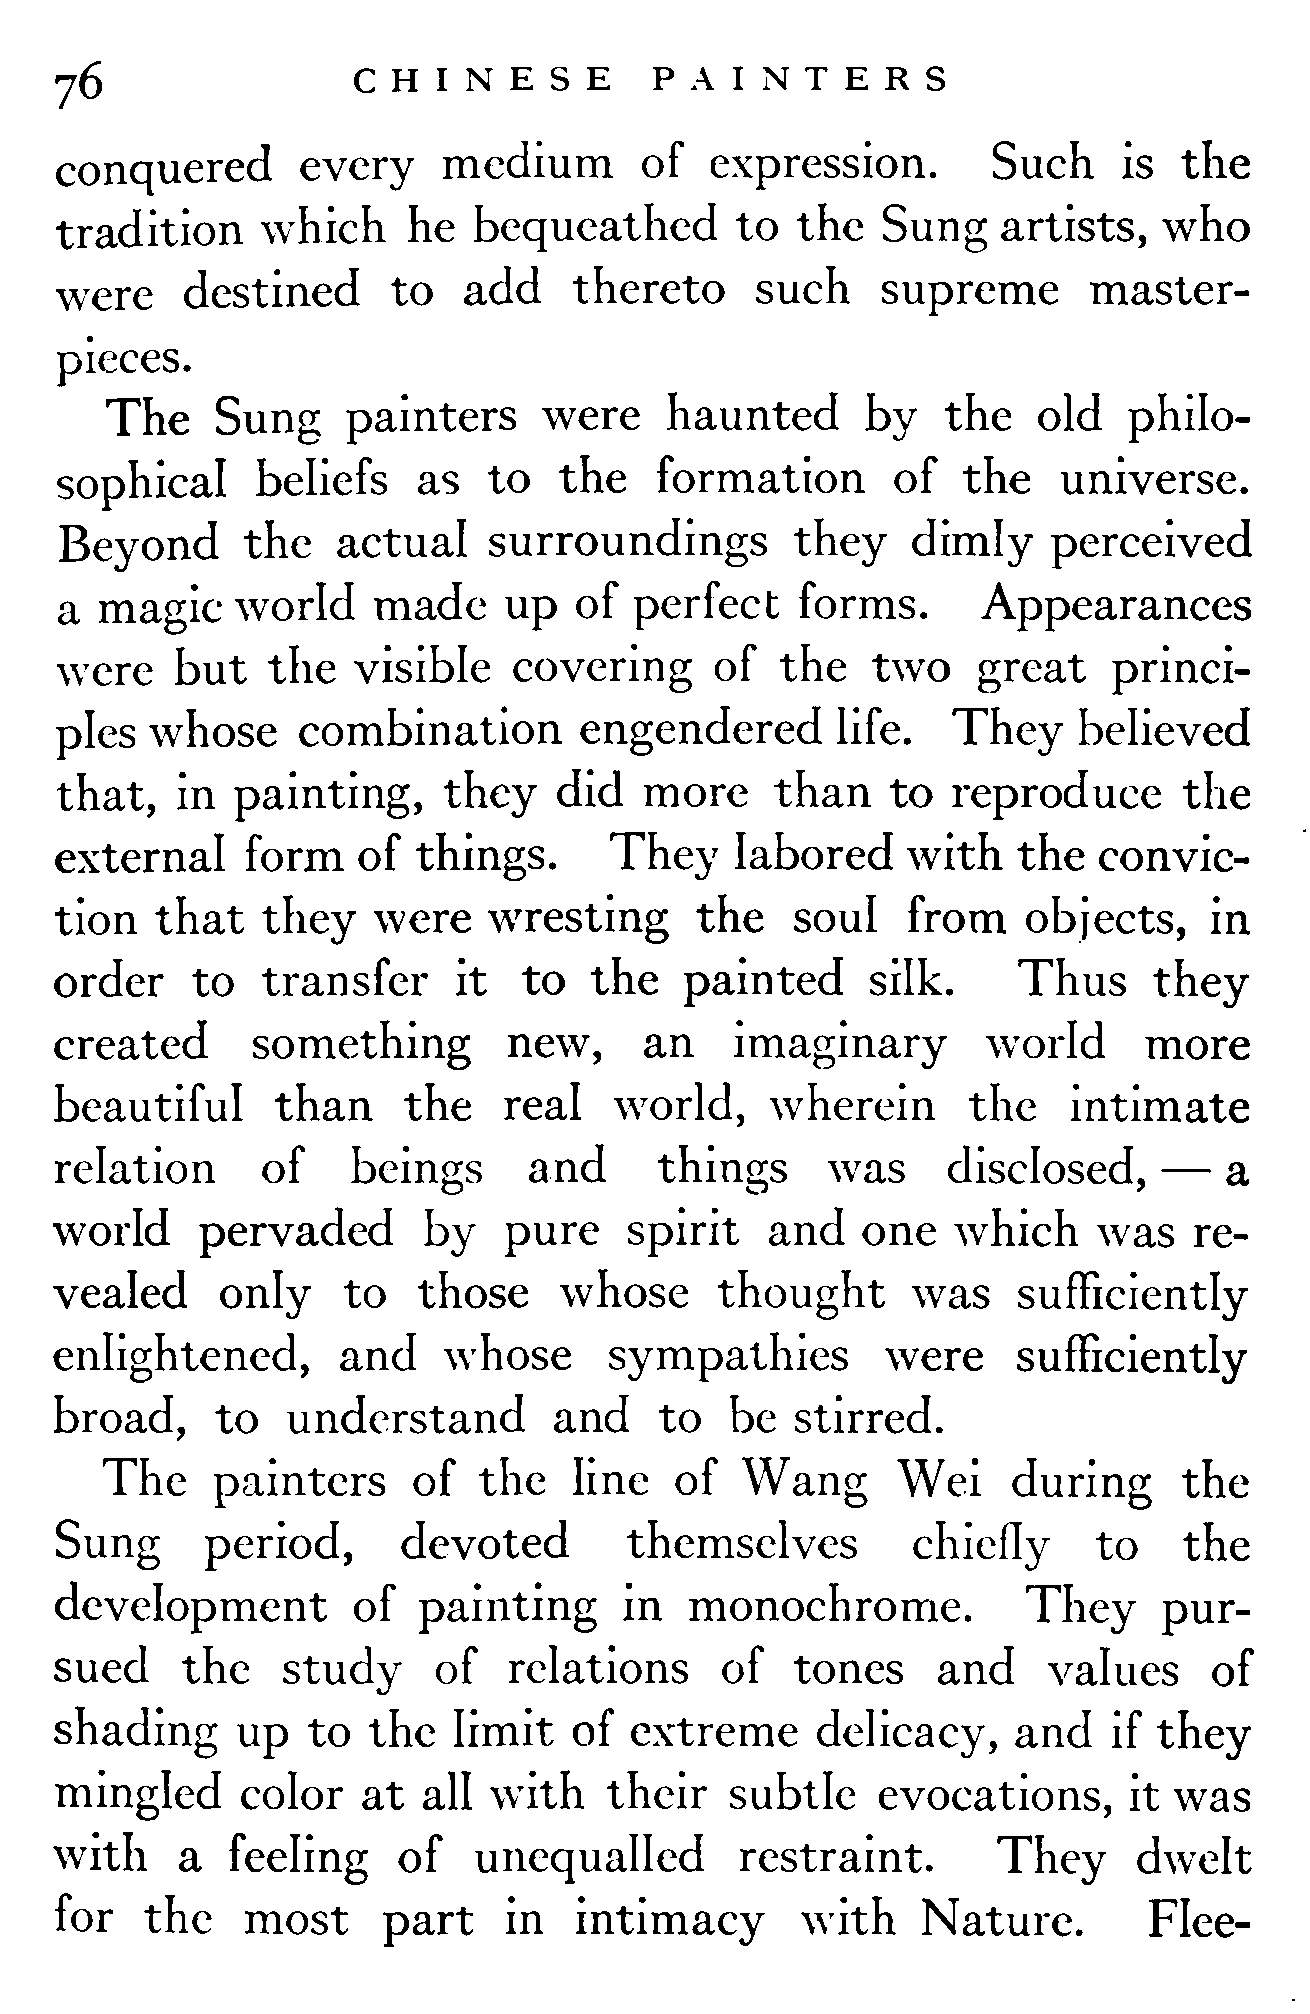 76 CHINESE PAINTERS
conquered every medium of expression. Such is the
tradition which he bequeathed to the Sung artists, who
were destined to add thereto such supreme master-
pieces.
The Sung painters were haunted by the old philo-
sophical beliefs as to the formation of the universe.
Beyond the actual surroundings they dimly perceived
a magic world made up of perfect forms. Appearances
were but the visible covering of the two great princi-
ples whose combination engendered life. They believed
that, in painting, they did more than to reproduce the
external form of things. They labored with the convic-
tion that they were wresting the soul from objects, in
order to transfer it to the painted silk. Thus they
created something new, an imaginary world more
beautiful than the real world, wherein the intimate
relation of beings and things was disclosed, — a
world pervaded by pure spirit and one which was re-
vealed only to those whose thought was sufficiently
enlightened, and whose sympathies were sufficiently
broad, to understand and to be stirred.
The painters of the line of Wang Wei during the
Sung period, devoted themselves chiefly to the
development of painting in monochrome. They pur-
sued the study of relations of tones and values of
shading up to the limit of extreme delicacy, and if they
mingled color at all with their subtle evocations, it was
with a feeling of unequalled restraint. They dwelt
for the most part in intimacy with Nature. Flee-